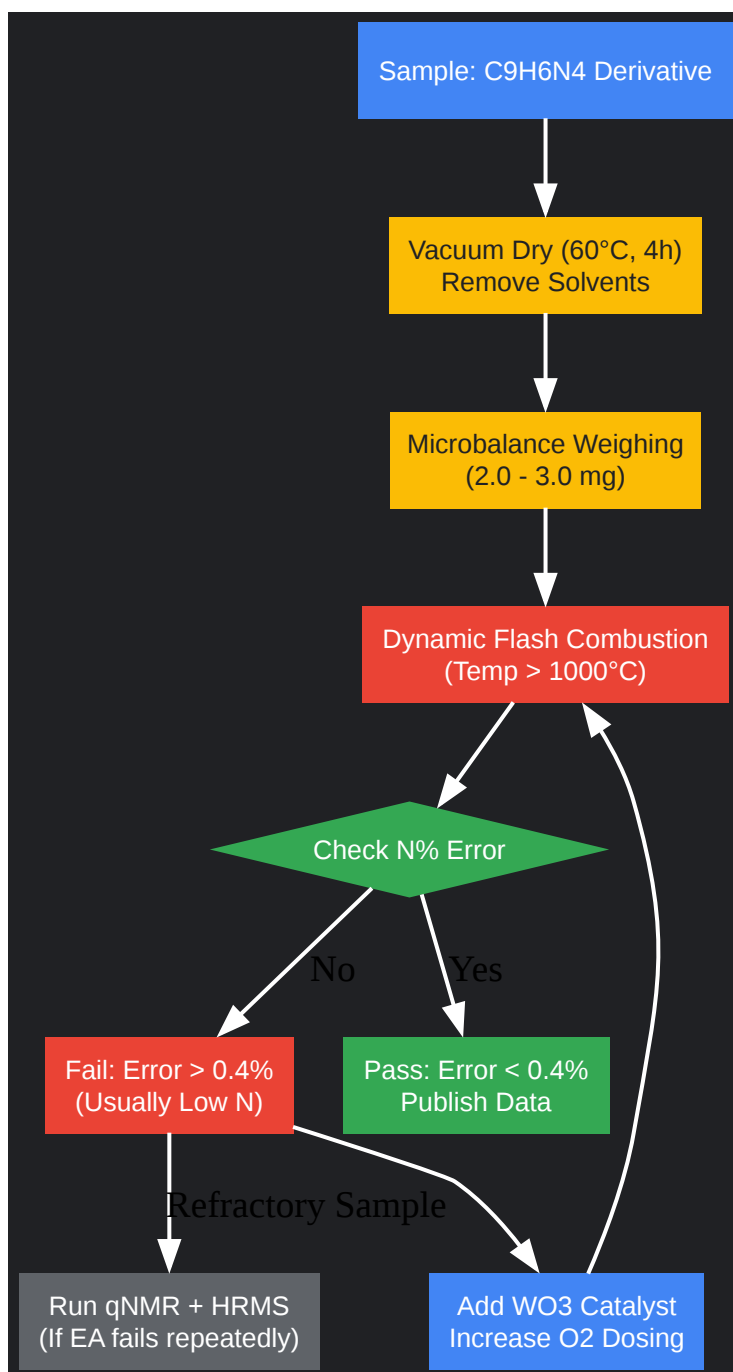 Sample: C9H6N4 Derivative
Vacuum Dry (60°C, 4h)
Remove Solvents
Microbalance Weighing
(2.0 - 3.0 mg)
Dynamic Flash Combustion
(Temp > 1000°C)
Check N% Error
No
Yes
Fail: Error > 0.4%
(Usually Low N)
Pass: Error < 0.4%
Publish Data
Refractory Sample
Run qNMR + HRMS
(If EA fails repeatedly)
Add WO3 Catalyst
Increase O2 Dosing